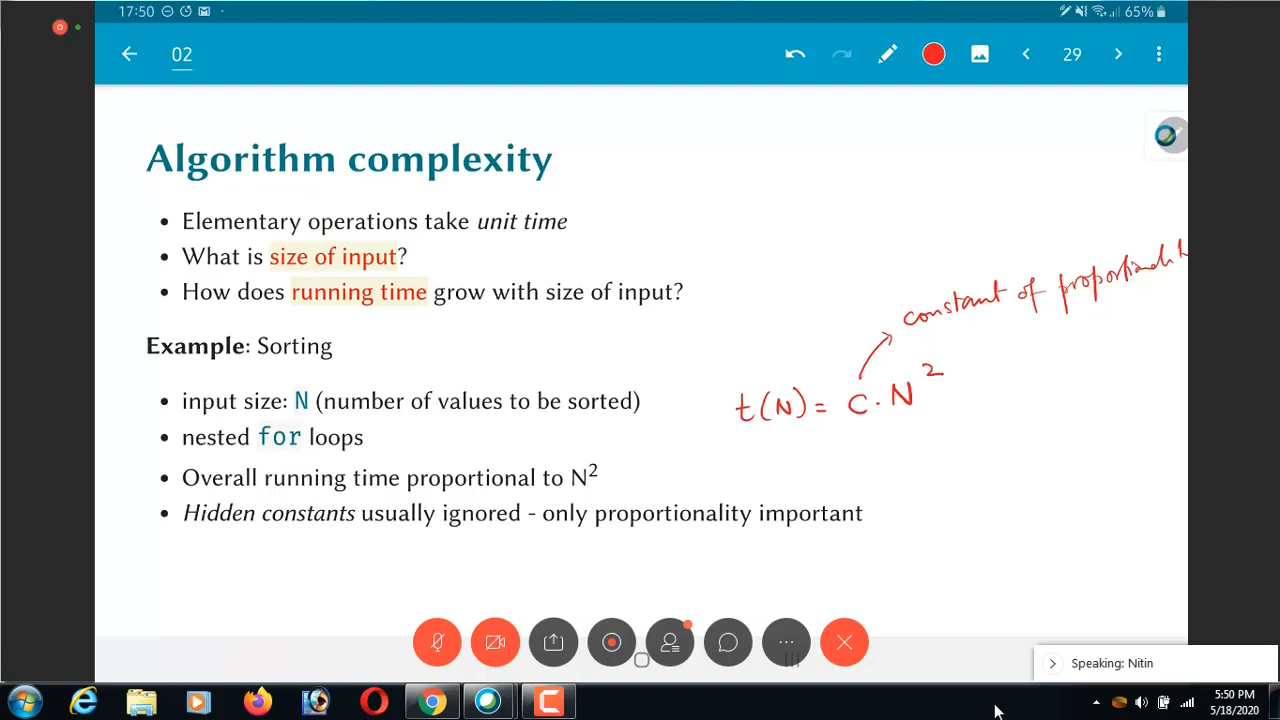 17:50
65%
02
29
Algorithm complexity
• Elementary operations take unit time
• What is size of input?
• How does running time grow with size of input?
constant of proportionalit
Example: Sorting
t(N) = C · N²
• input size: N (number of values to be sorted)
• nested for loops
• Overall running time proportional to N²
• Hidden constants usually ignored - only proportionality important
Speaking: Nitin
5:50 PM
5/18/2020